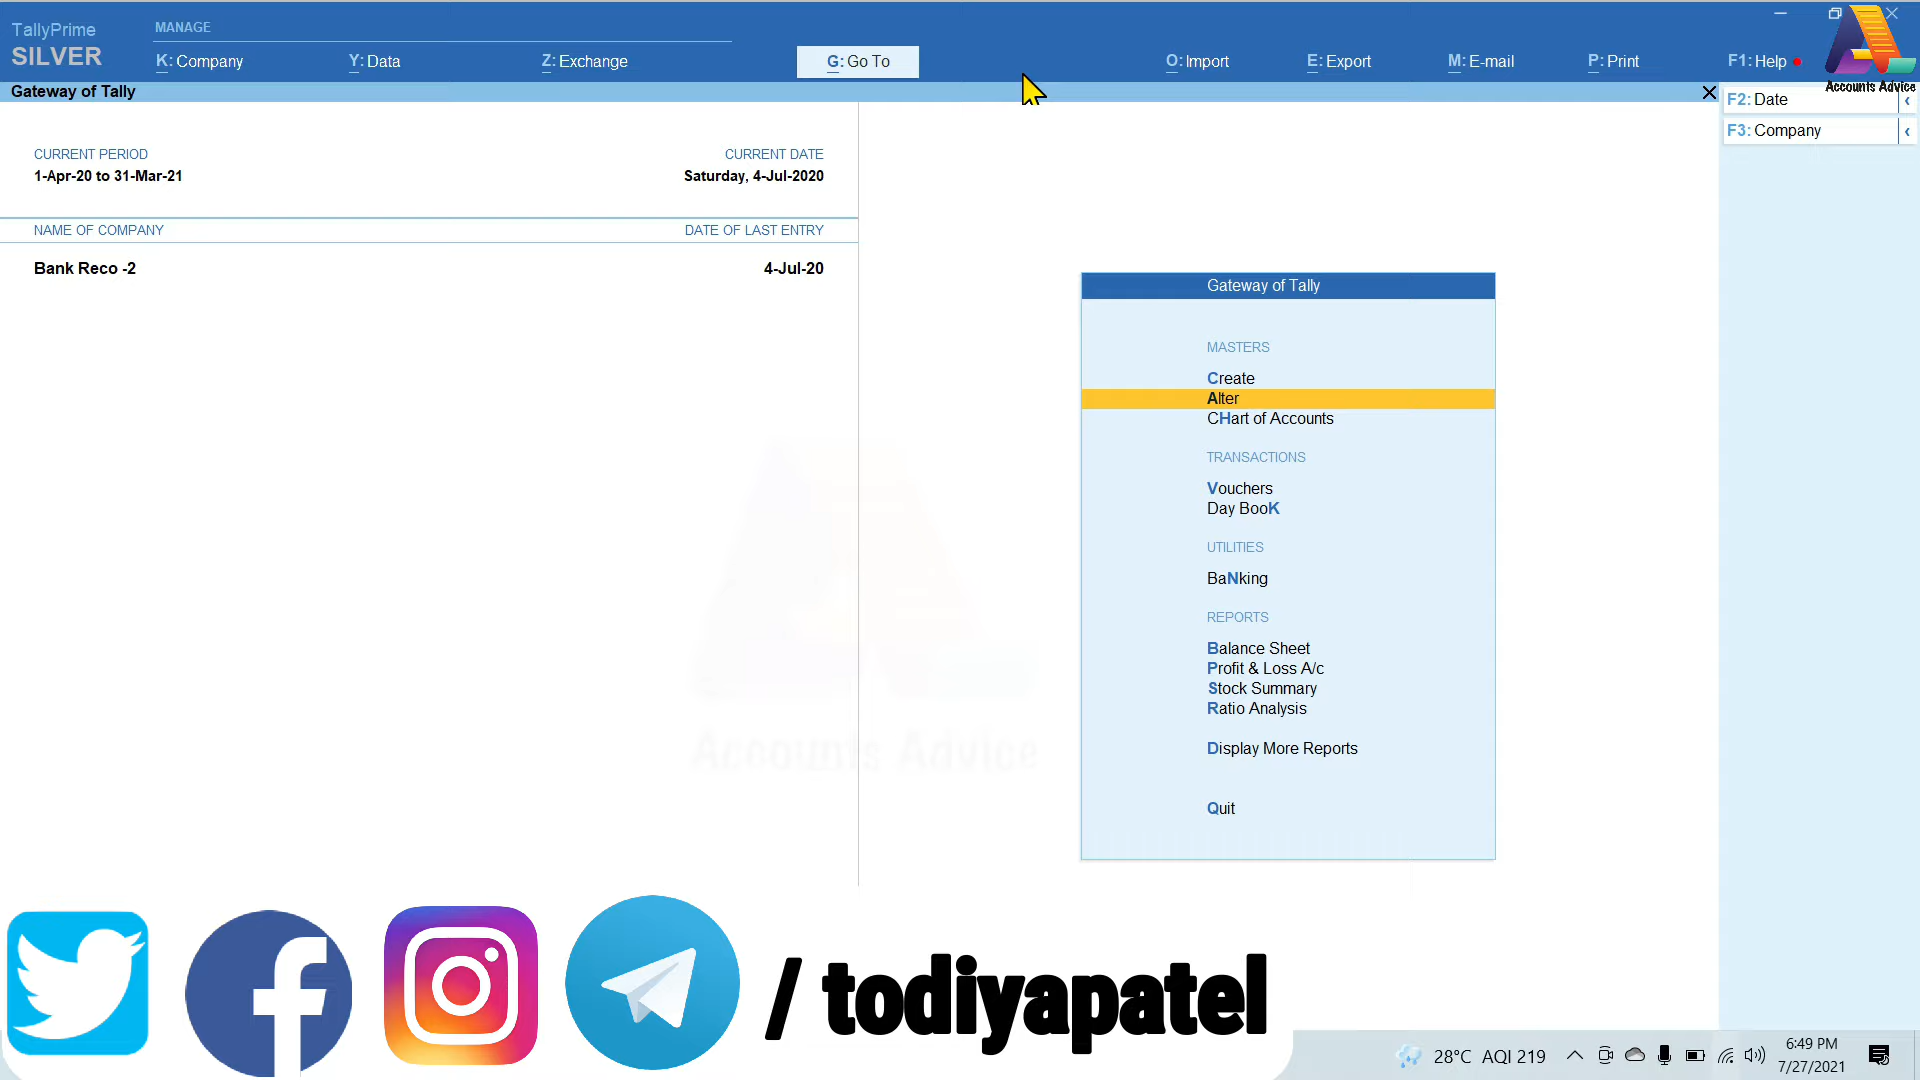 TallyPrime
SILVER
MANAGE
K: Company
Y: Data
Z: Exchange
G: Go To
O: Import
E: Export
M: E-mail
P: Print
F1: Help
Accounts Advice
Gateway of Tally
F2: Date
F3: Company
CURRENT PERIOD
CURRENT DATE
1-Apr-20 to 31-Mar-21
Saturday, 4-Jul-2020
NAME OF COMPANY
DATE OF LAST ENTRY
Bank Reco -2
4-Jul-20
Gateway of Tally
MASTERS
Create
Alter
CHart of Accounts
TRANSACTIONS
Vouchers
Day BooK
UTILITIES
BaNking
REPORTS
Balance Sheet
Profit & Loss A/c
Stock Summary
Ratio Analysis
Display More Reports
Quit
Accounts Advice
/ todiyapatel
28°C AQI 219
6:49 PM
7/27/2021